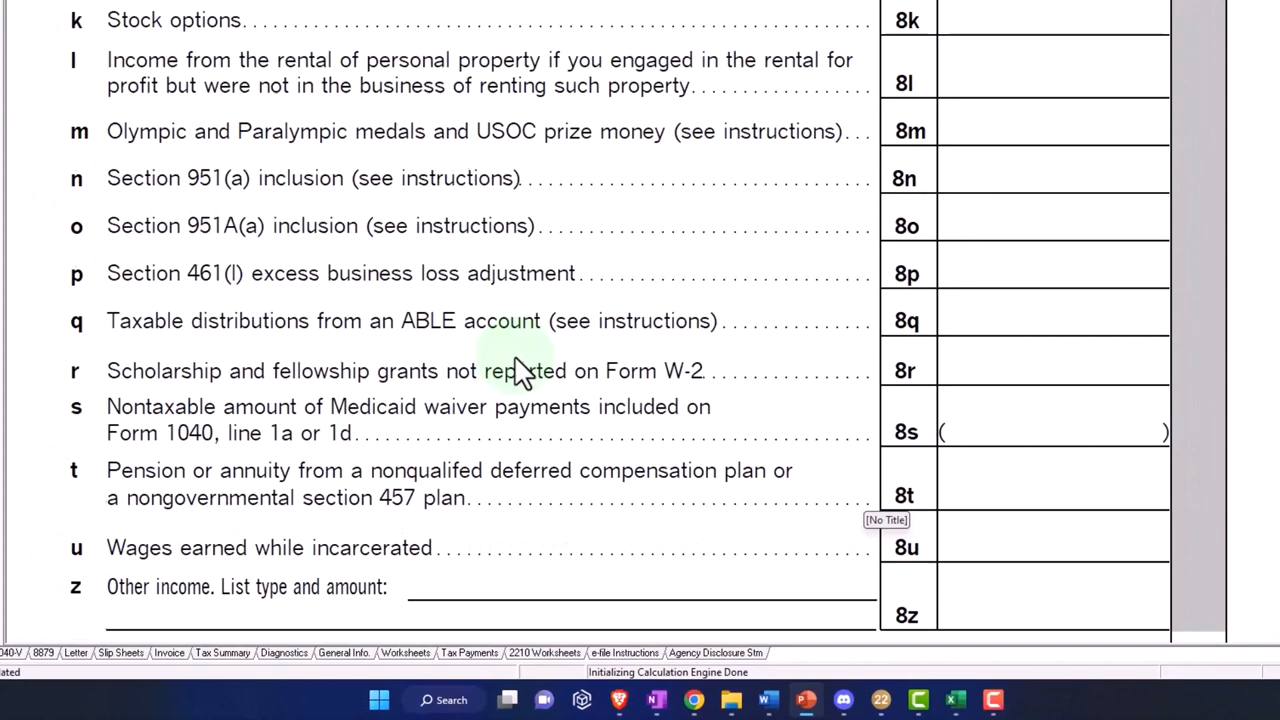 k Stock options 8k
l Income from the rental of personal property if you engaged in the rental for
profit but were not in the business of renting such property 8l
m Olympic and Paralympic medals and USOC prize money (see instructions) 8m
n Section 951(a) inclusion (see instructions) 8n
o Section 951A(a) inclusion (see instructions) 8o
p Section 461(l) excess business loss adjustment 8p
q Taxable distributions from an ABLE account (see instructions) 8q
r Scholarship and fellowship grants not reported on Form W-2 8r
s Nontaxable amount of Medicaid waiver payments included on
Form 1040, line 1a or 1d 8s ( )
t Pension or annuity from a nonqualifed deferred compensation plan or
a nongovernmental section 457 plan 8t
[No Title]
u Wages earned while incarcerated 8u
z Other income. List type and amount:
8z
040-V 8879 Letter Slip Sheets Invoice Tax Summary Diagnostics General Info. Worksheets Tax Payments 2210 Worksheets e-file Instructions Agency Disclosure Stm
lated Initializing Calculation Engine Done
Search 22